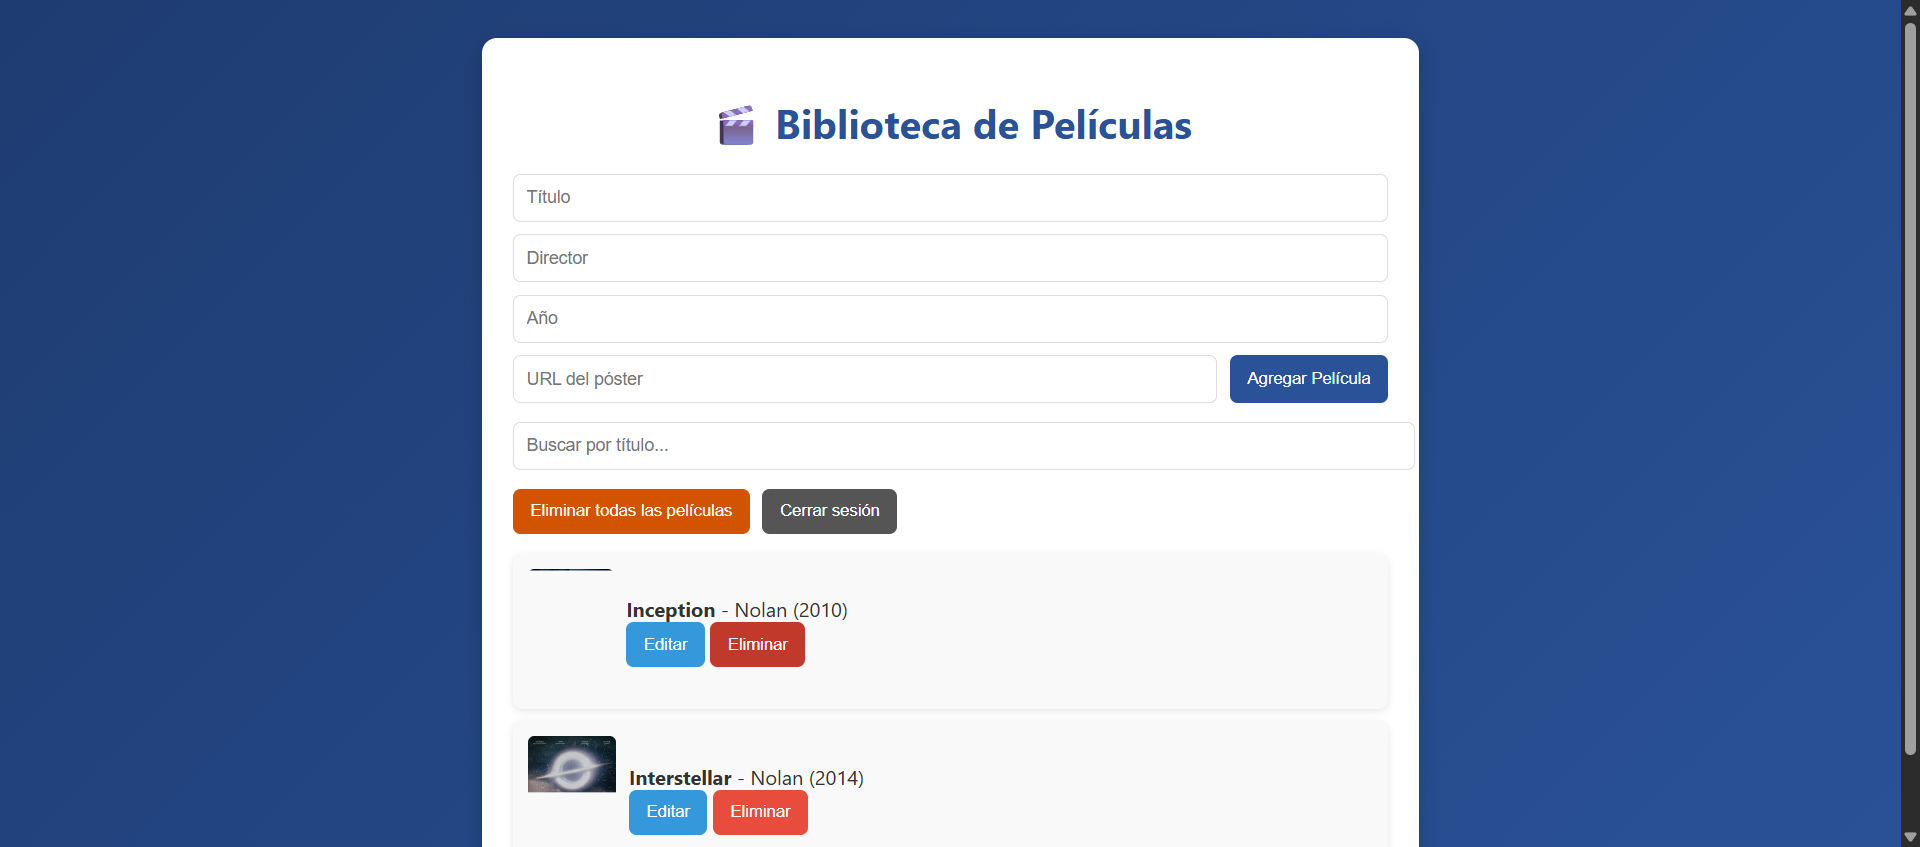 Biblioteca de Películas
Título
Director
Año
URL del póster
Agregar Película
Buscar por título...
Eliminar todas las películas
Cerrar sesión
Inception - Nolan (2010)
Editar
Eliminar
Interstellar - Nolan (2014)
Editar
Eliminar